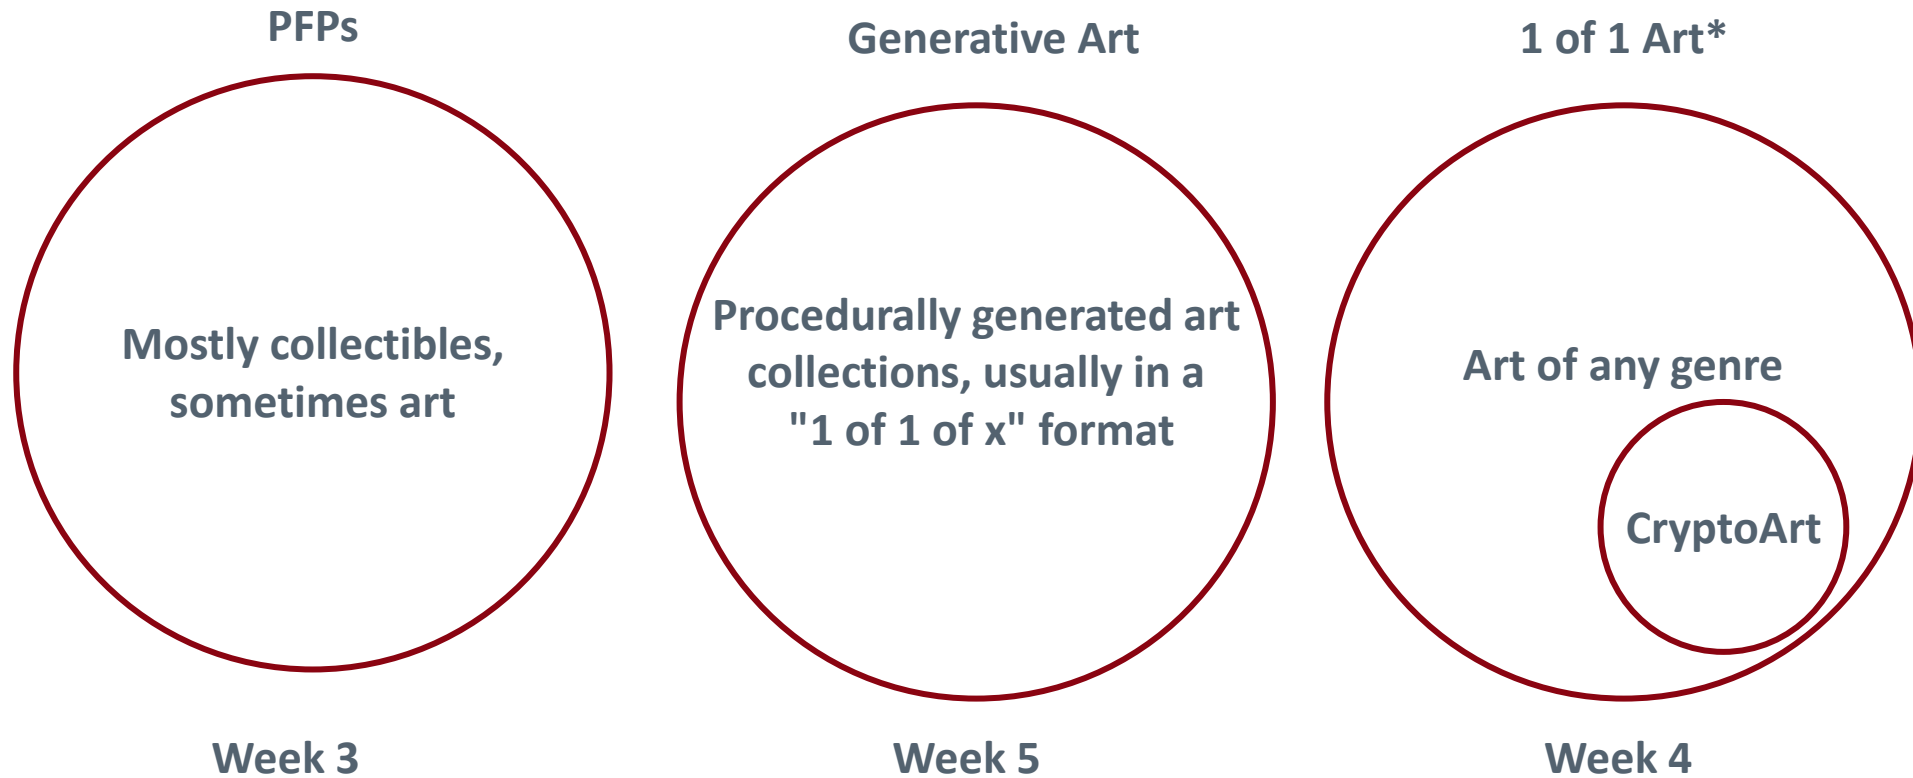 PFPs
Mostly collectibles,
sometimes art
Week 3
Generative Art
Procedurally generated art
collections, usually in a
"1 of 1 of x" format
Week 5
1 of 1 Art*
Art of any genre
CryptoArt
Week 4